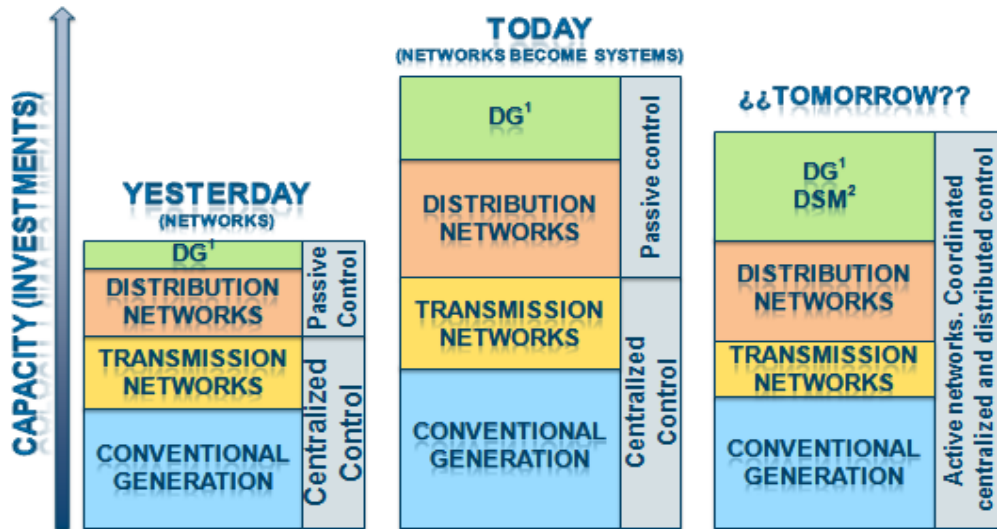 CAPACITY (INVESTMENTS)
YESTERDAY
(NETWORKS)
DG¹
DISTRIBUTION
NETWORKS
TRANSMISSION
NETWORKS
CONVENTIONAL
GENERATION
Passive
Control
Centralized
Control
TODAY
(NETWORKS BECOME SYSTEMS)
DG¹
DISTRIBUTION
NETWORKS
TRANSMISSION
NETWORKS
CONVENTIONAL
GENERATION
Passive control
Centralized
Control
¿¿TOMORROW??
DG¹
DSM²
DISTRIBUTION
NETWORKS
TRANSMISSION
NETWORKS
CONVENTIONAL
GENERATION
Active networks. Coordinated
centralized and distributed control